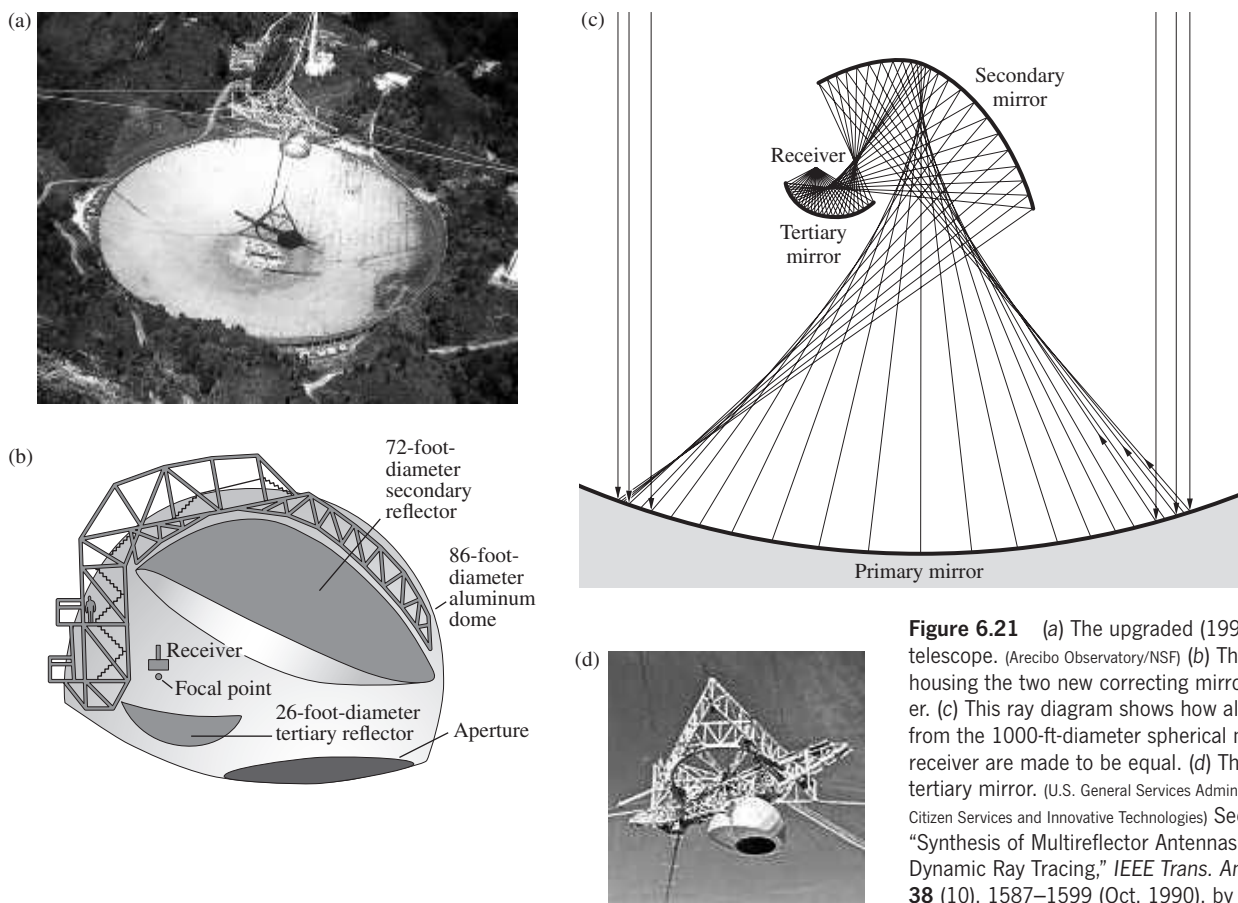 (a)
(b)
72-foot-
diameter
secondary
reflector
86-foot-
diameter
aluminum
dome
Receiver
Focal point
26-foot-diameter
tertiary reflector
Aperture
(c)
Secondary
mirror
Receiver
Tertiary
mirror
Primary mirror
(d)
Figure 6.21 (a) The upgraded (199
telescope. (Arecibo Observatory/NSF) (b) Th
housing the two new correcting mirro
er. (c) This ray diagram shows how al
from the 1000-ft-diameter spherical m
receiver are made to be equal. (d) Th
tertiary mirror. (U.S. General Services Admin
Citizen Services and Innovative Technologies) Se
“Synthesis of Multireflector Antennas
Dynamic Ray Tracing,” IEEE Trans. An
38 (10), 1587–1599 (Oct. 1990), by